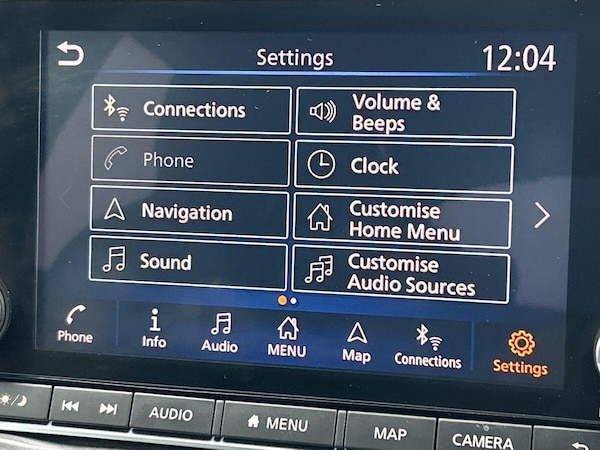 Settings
12:04
Connections
Volume &
Beeps
Phone
Clock
Navigation
Customise
Home Menu
Sound
Customise
Audio Sources
Phone
Info
Audio
MENU
Map
Connections
Settings
AUDIO
MENU
MAP
CAMERA